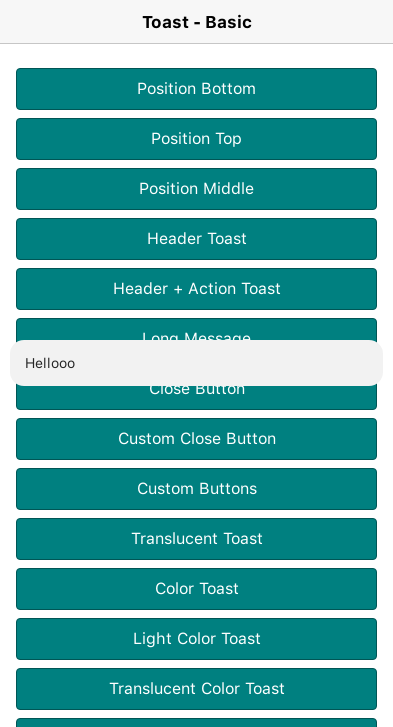 Toast - Basic
Position Bottom
Position Top
Position Middle
Header Toast
Header + Action Toast
Long Message
Hellooo
Close Button
Custom Close Button
Custom Buttons
Translucent Toast
Color Toast
Light Color Toast
Translucent Color Toast